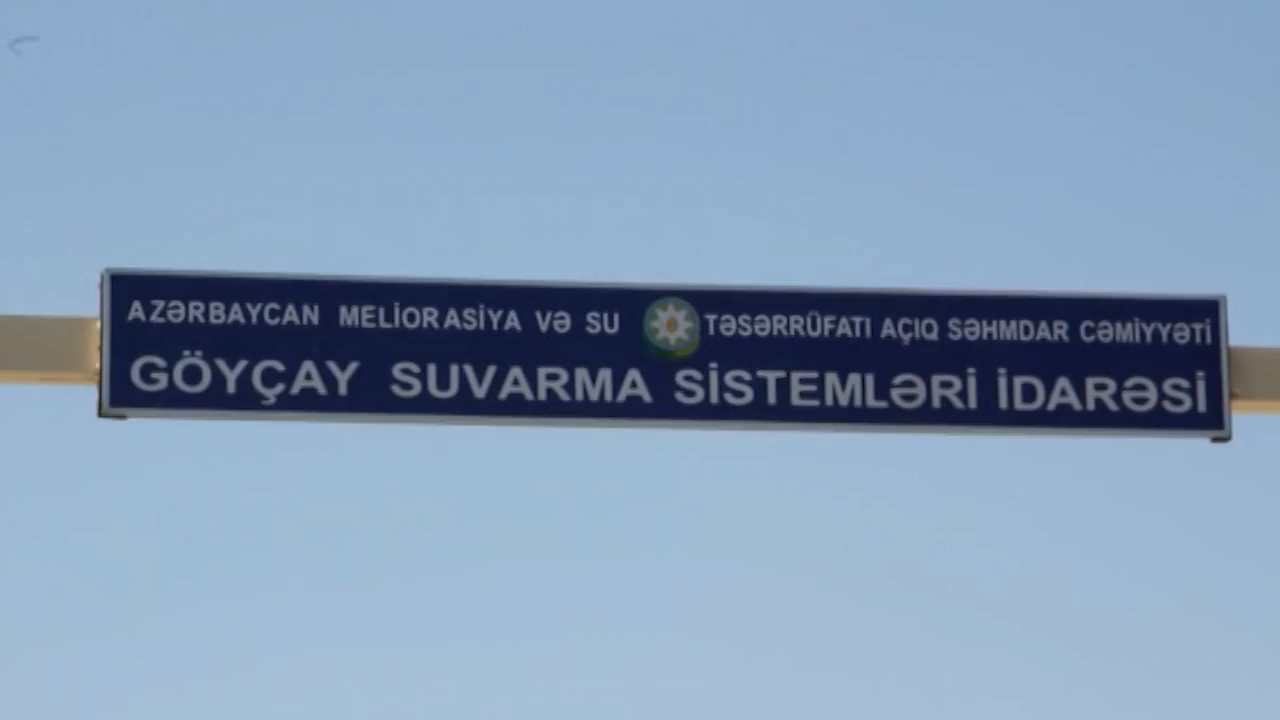 AZƏRBAYCAN MELİORASİYA VƏ SU TƏSƏRRÜFATI AÇIQ SƏHMDAR CƏMİYYƏTİ
GÖYÇAY SUVARMA SİSTEMLƏRİ İDARƏSİ